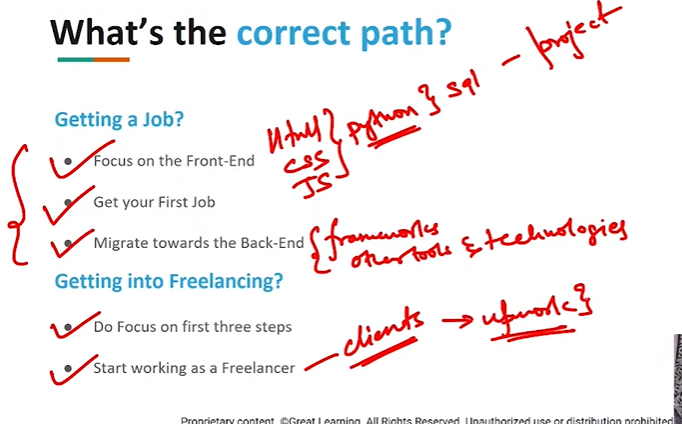 What's the correct path?
Getting a Job?
Html } python } sql - project
css
JS
• Focus on the Front-End
• Get your First Job
• Migrate towards the Back-End { frameworks
other tools & technologies
Getting into Freelancing?
• Do Focus on first three steps
• Start working as a Freelancer - clients → upwork }
Proprietary content. ©Great Learning. All Rights Reserved. Unauthorized use or distribution prohibited